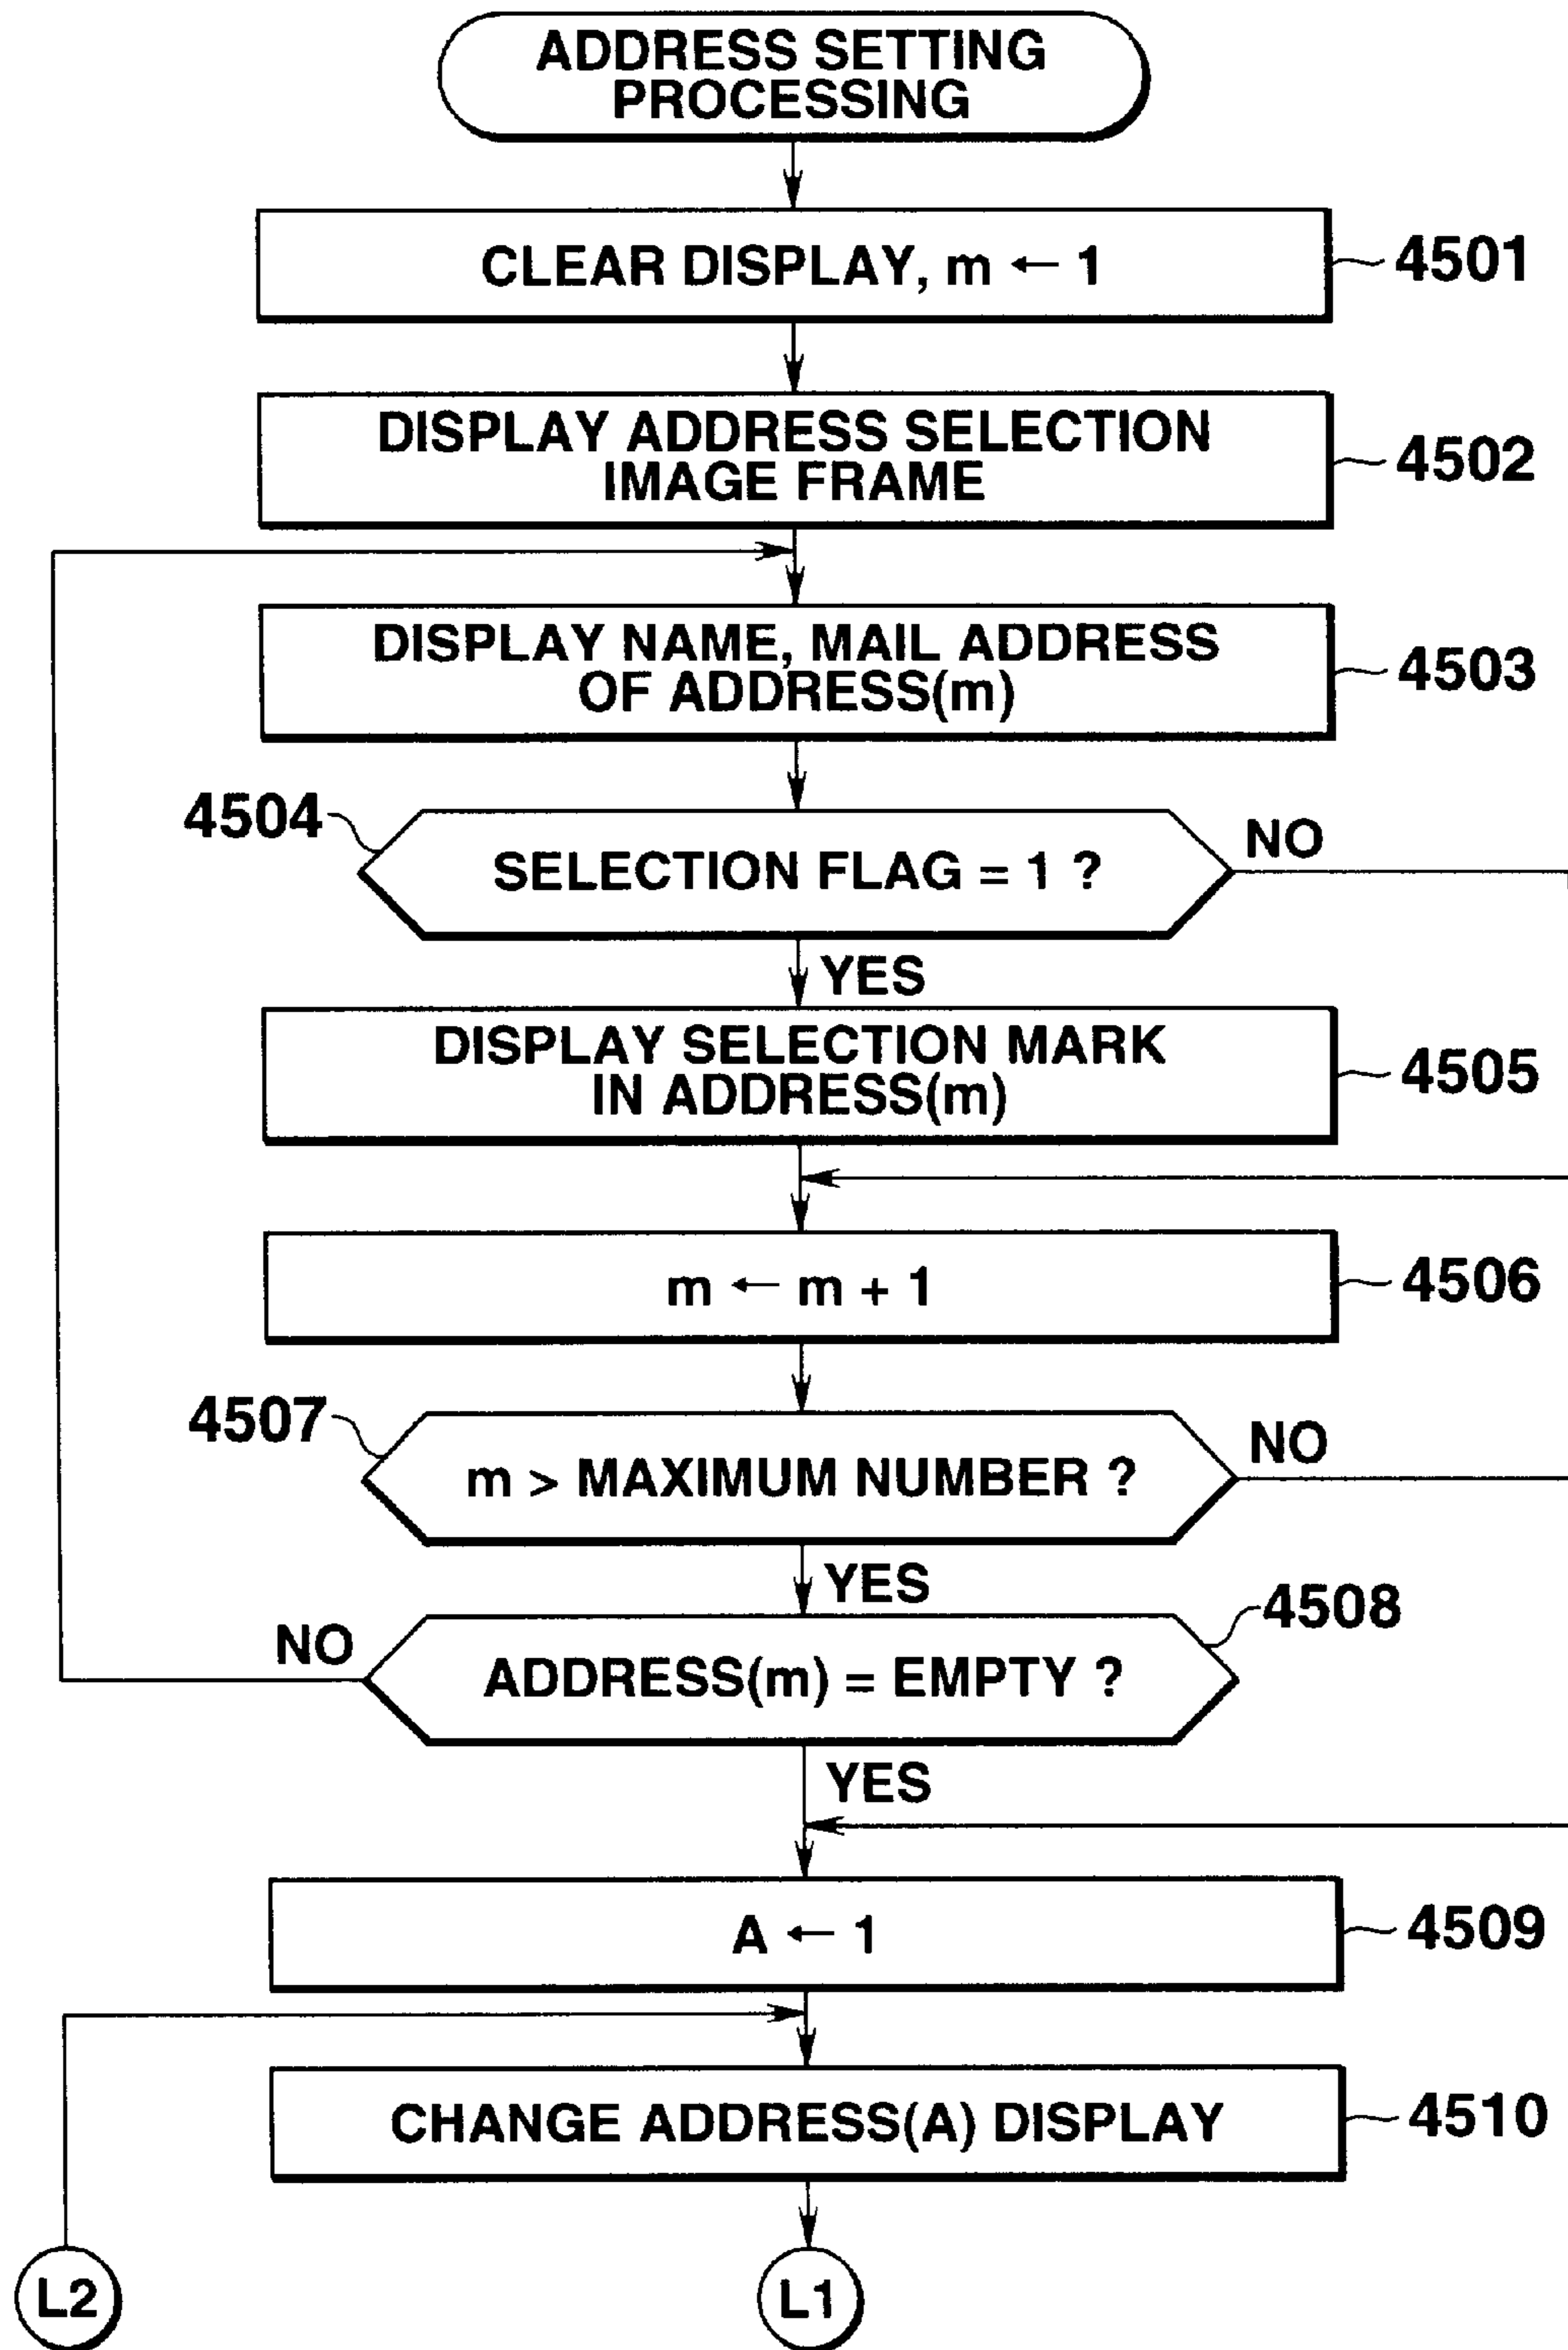 ADDRESS SETTING
PROCESSING
CLEAR DISPLAY, m ← 1
4501
DISPLAY ADDRESS SELECTION
IMAGE FRAME
4502
DISPLAY NAME, MAIL ADDRESS
OF ADDRESS(m)
4503
4504
SELECTION FLAG = 1 ?
NO
YES
DISPLAY SELECTION MARK
IN ADDRESS(m)
4505
m ← m + 1
4506
4507
m > MAXIMUM NUMBER ?
NO
YES
4508
NO
ADDRESS(m) = EMPTY ?
YES
A ← 1
4509
CHANGE ADDRESS(A) DISPLAY
4510
L2
L1